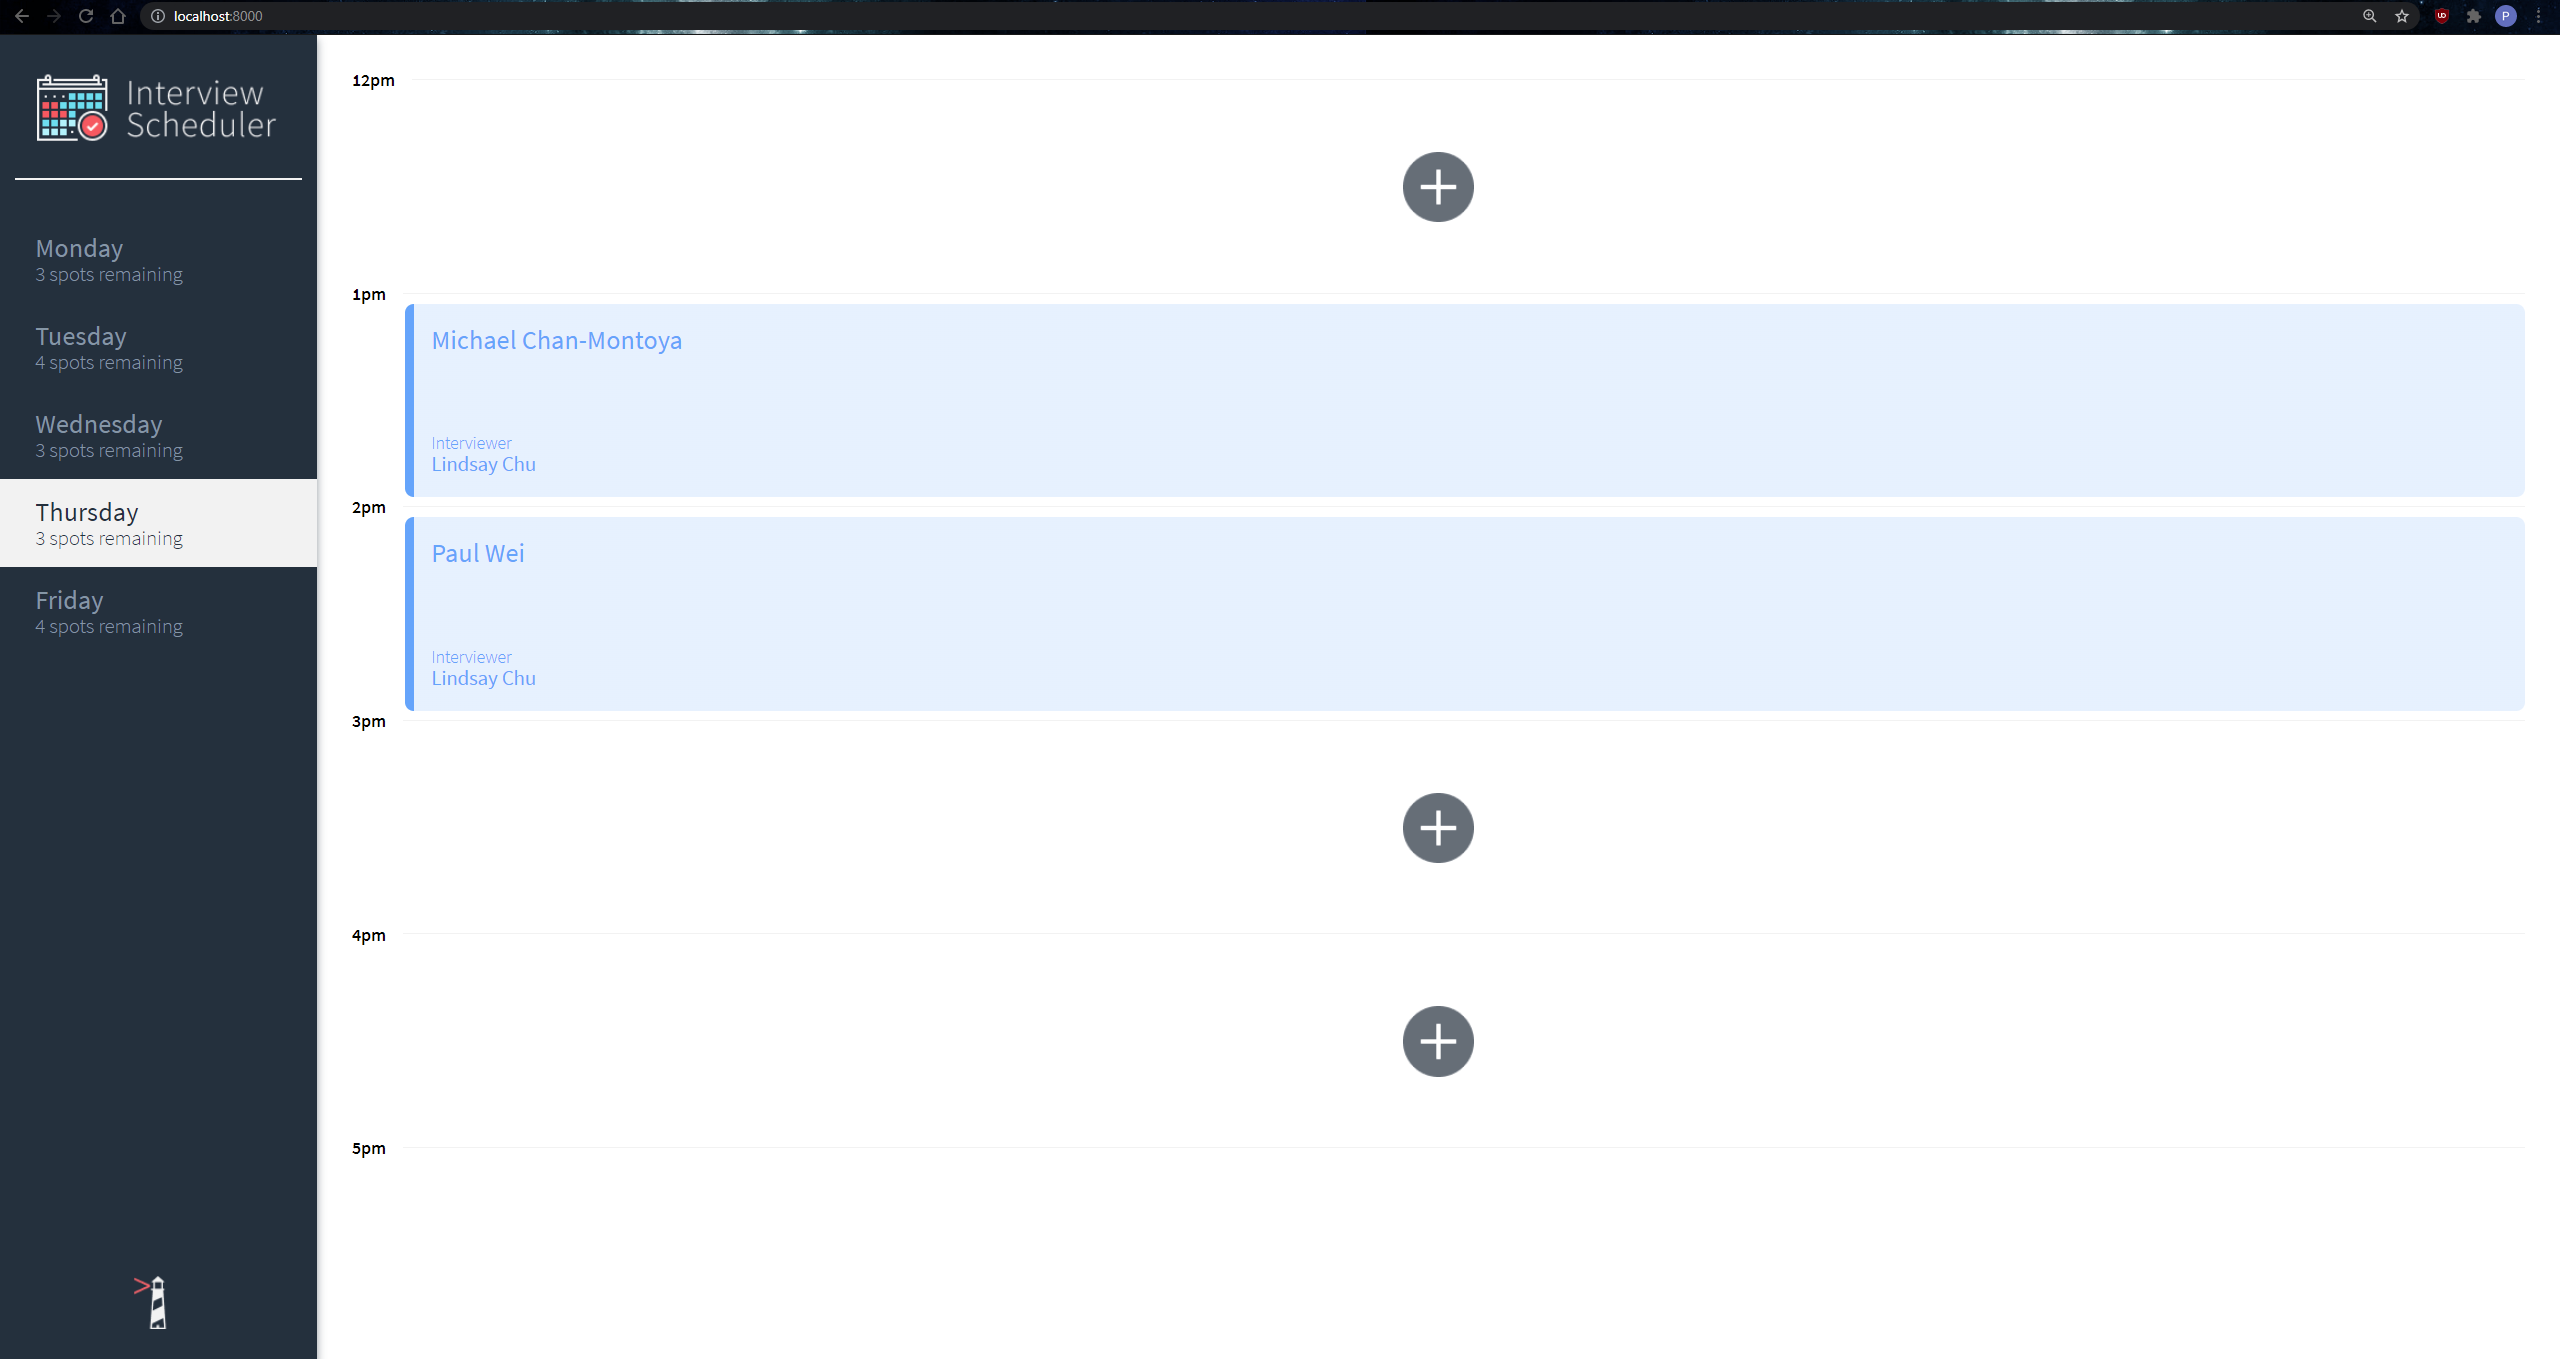 localhost:8000
Interview
Scheduler
Monday
3 spots remaining
Tuesday
4 spots remaining
Wednesday
3 spots remaining
Thursday
3 spots remaining
Friday
4 spots remaining
12pm
1pm
Michael Chan-Montoya
Interviewer
Lindsay Chu
2pm
Paul Wei
Interviewer
Lindsay Chu
3pm
4pm
5pm
P